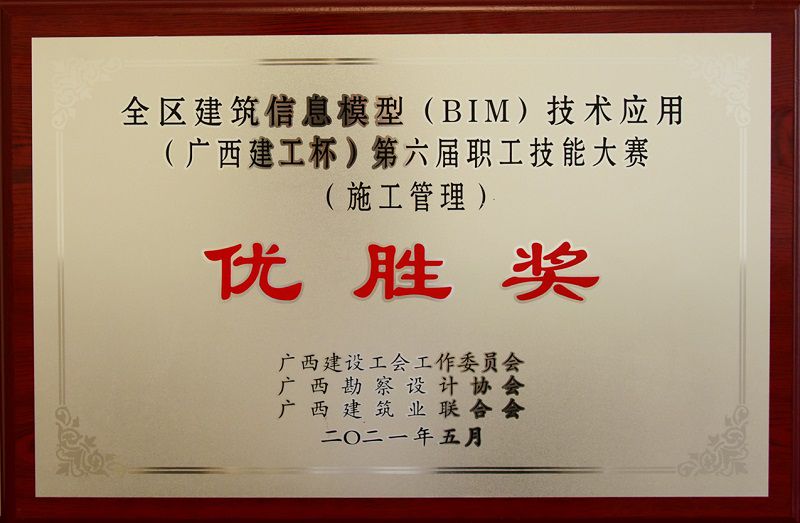 全区建筑信息模型（BIM）技术应用
（广西建工杯）第六届职工技能大赛
（施工管理）
优胜奖
广西建设工会工作委员会
广西勘察设计协会
广西建筑业联合会
二〇二一年五月